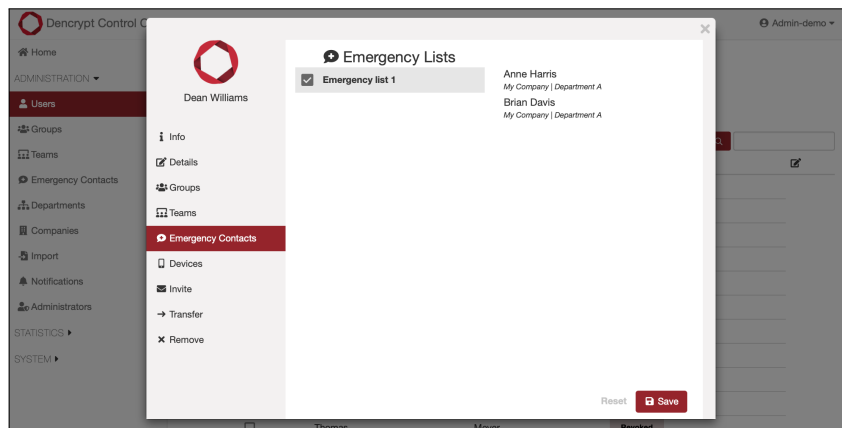 Dencrypt Control C
Admin-demo
Home
ADMINISTRATION
Users
Groups
Teams
Emergency Contacts
Departments
Companies
Import
Notifications
Administrators
STATISTICS
SYSTEM
Dean Williams
Info
Details
Groups
Teams
Emergency Contacts
Devices
Invite
Transfer
Remove
Emergency Lists
Emergency list 1
Anne Harris
My Company | Department A
Brian Davis
My Company | Department A
Reset
Save
Thomas Meyer Revoked